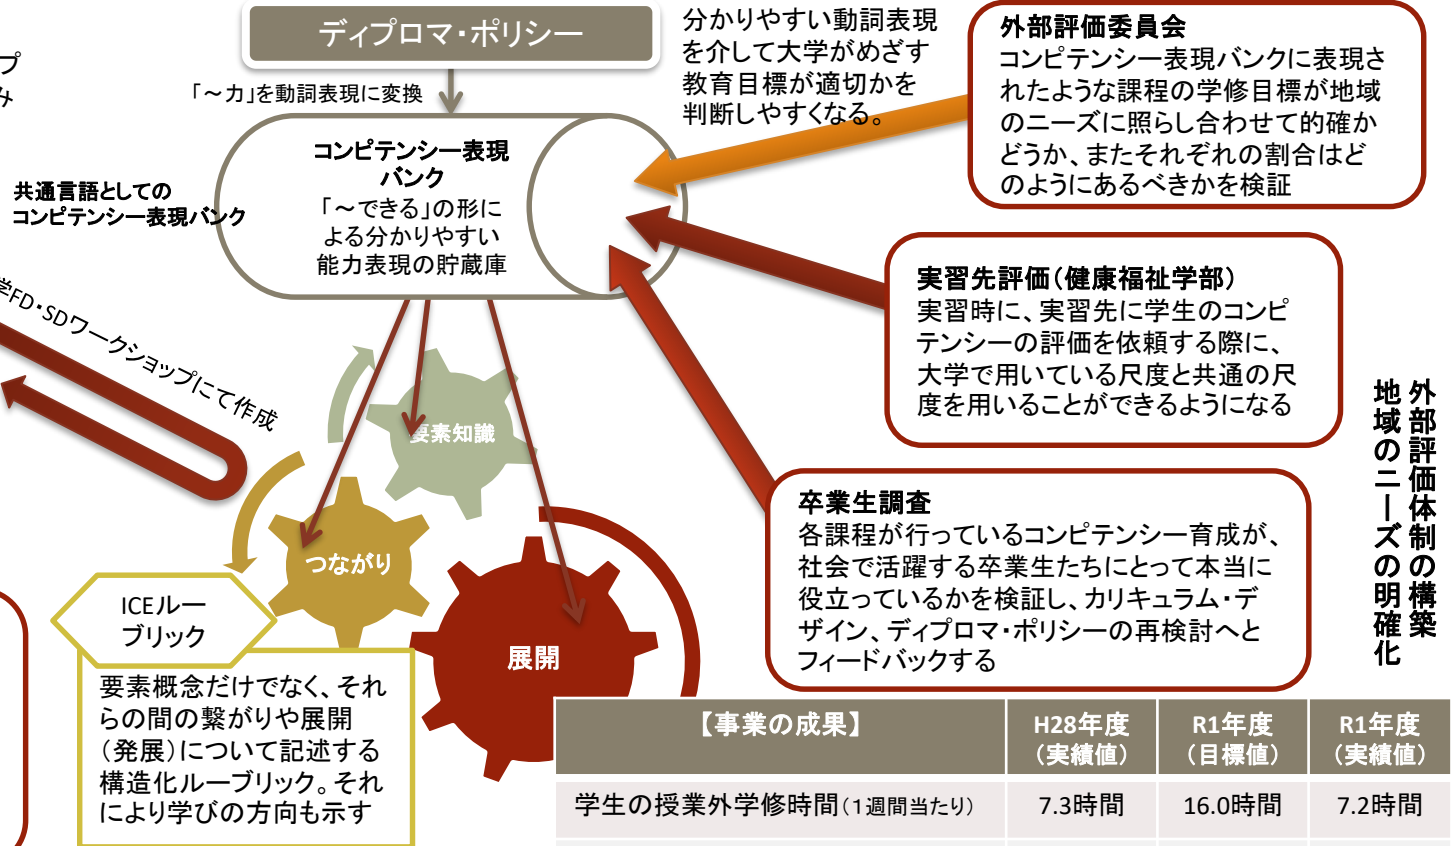 プ
み
ディプロマ・ポリシー
「～力」を動詞表現に変換
分かりやすい動詞表現
を介して大学がめざす
教育目標が適切かを
判断しやすくなる。
コンピテンシー表現
バンク
「～できる」の形に
よる分かりやすい
能力表現の貯蔵庫
共通言語としての
コンピテンシー表現バンク
学FD・SDワークショップにて作成
外部評価委員会
コンピテンシー表現バンクに表現さ
れたような課程の学修目標が地域
のニーズに照らし合わせて的確か
どうか、またそれぞれの割合はど
のようにあるべきかを検証
実習先評価（健康福祉学部）
実習時に、実習先に学生のコンピ
テンシーの評価を依頼する際に、
大学で用いている尺度と共通の尺
度を用いることができるようになる
卒業生調査
各課程が行っているコンピテンシー育成が、
社会で活躍する卒業生たちにとって本当に
役立っているかを検証し、カリキュラム・デ
ザイン、ディプロマ・ポリシーの再検討へと
フィードバックする
外部評価体制の構築
地域のニーズの明確化
要素知識
つながり
展開
ICEルー
ブリック
要素概念だけでなく、それ
らの間の繋がりや展開
（発展）について記述する
構造化ルーブリック。それ
により学びの方向も示す
【事業の成果】 H28年度（実績値） R1年度（目標値） R1年度（実績値）
学生の授業外学修時間（1週間当たり） 7.3時間 16.0時間 7.2時間